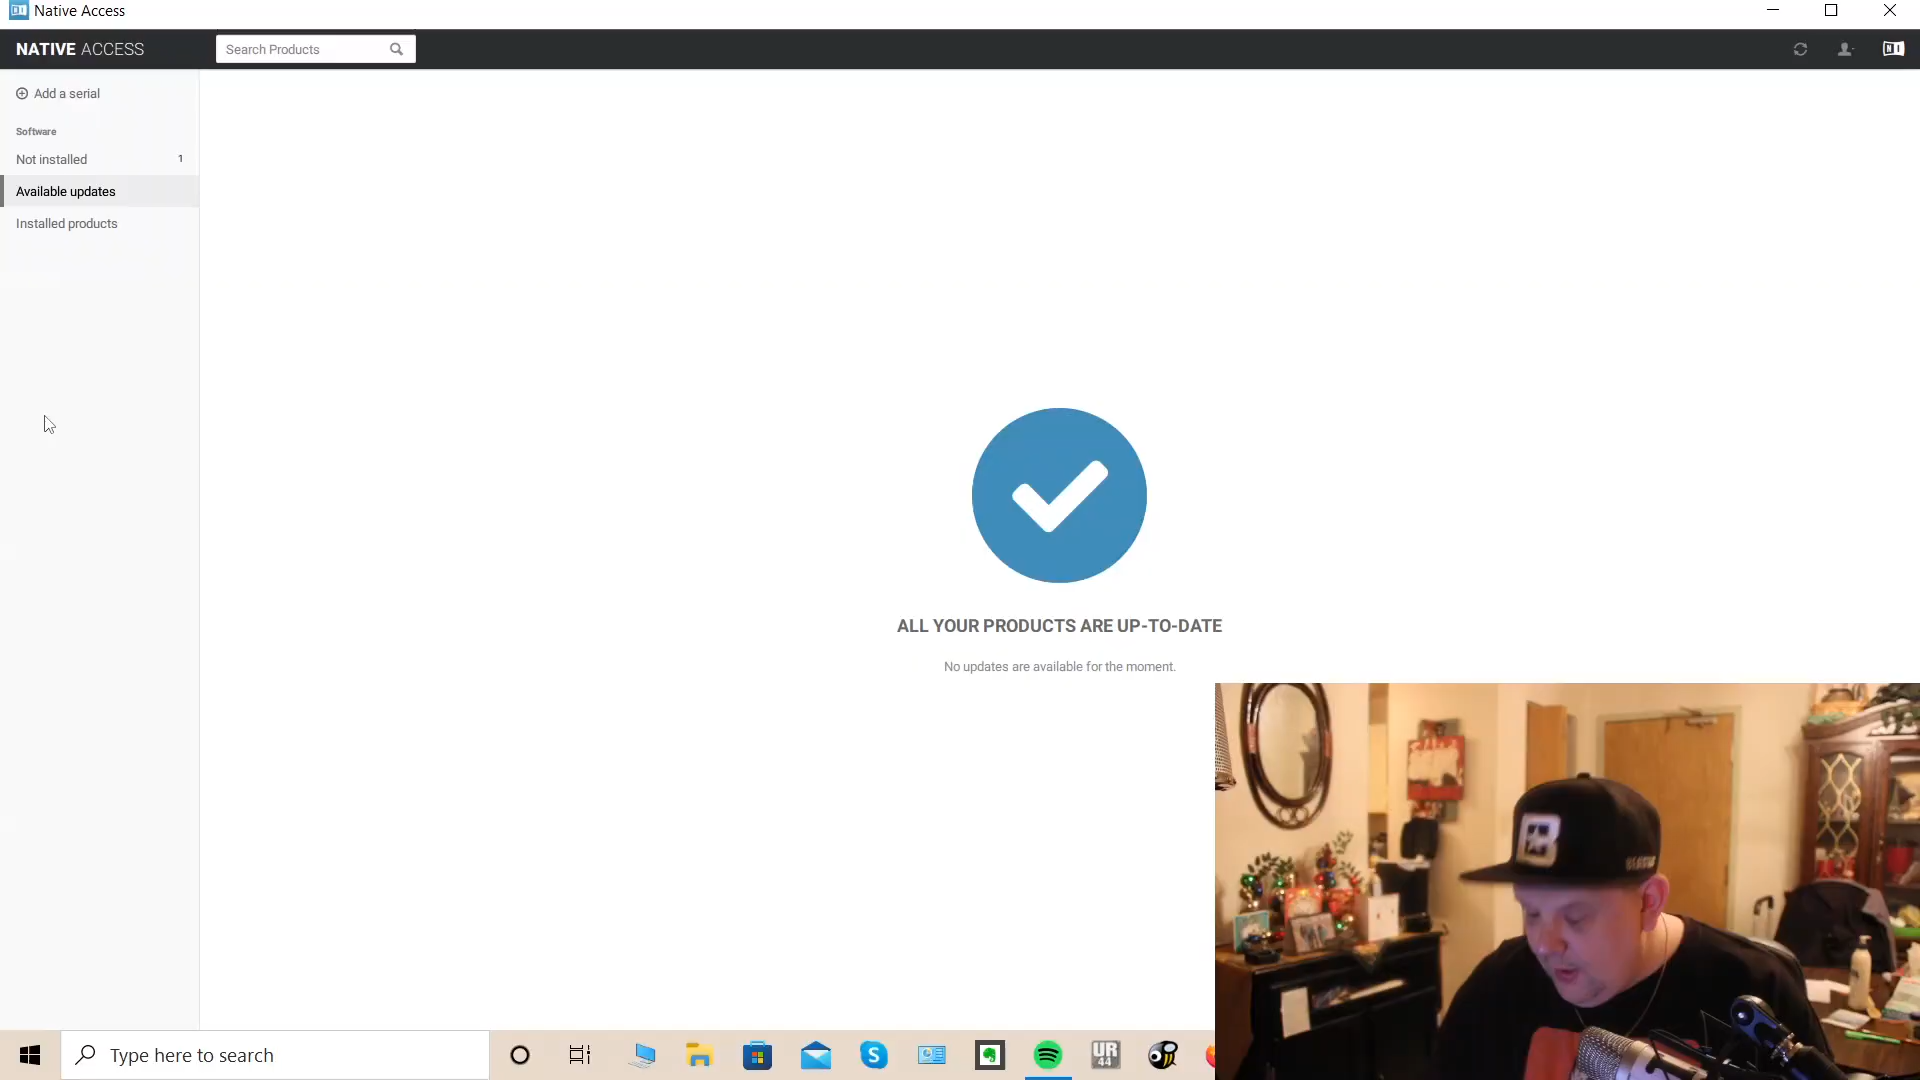 Native Access
NATIVE ACCESS
Search Products
NI
Add a serial
Software
Not installed 1
Available updates
Installed products
ALL YOUR PRODUCTS ARE UP-TO-DATE
No updates are available for the moment.
Type here to search
S
UR
44
B